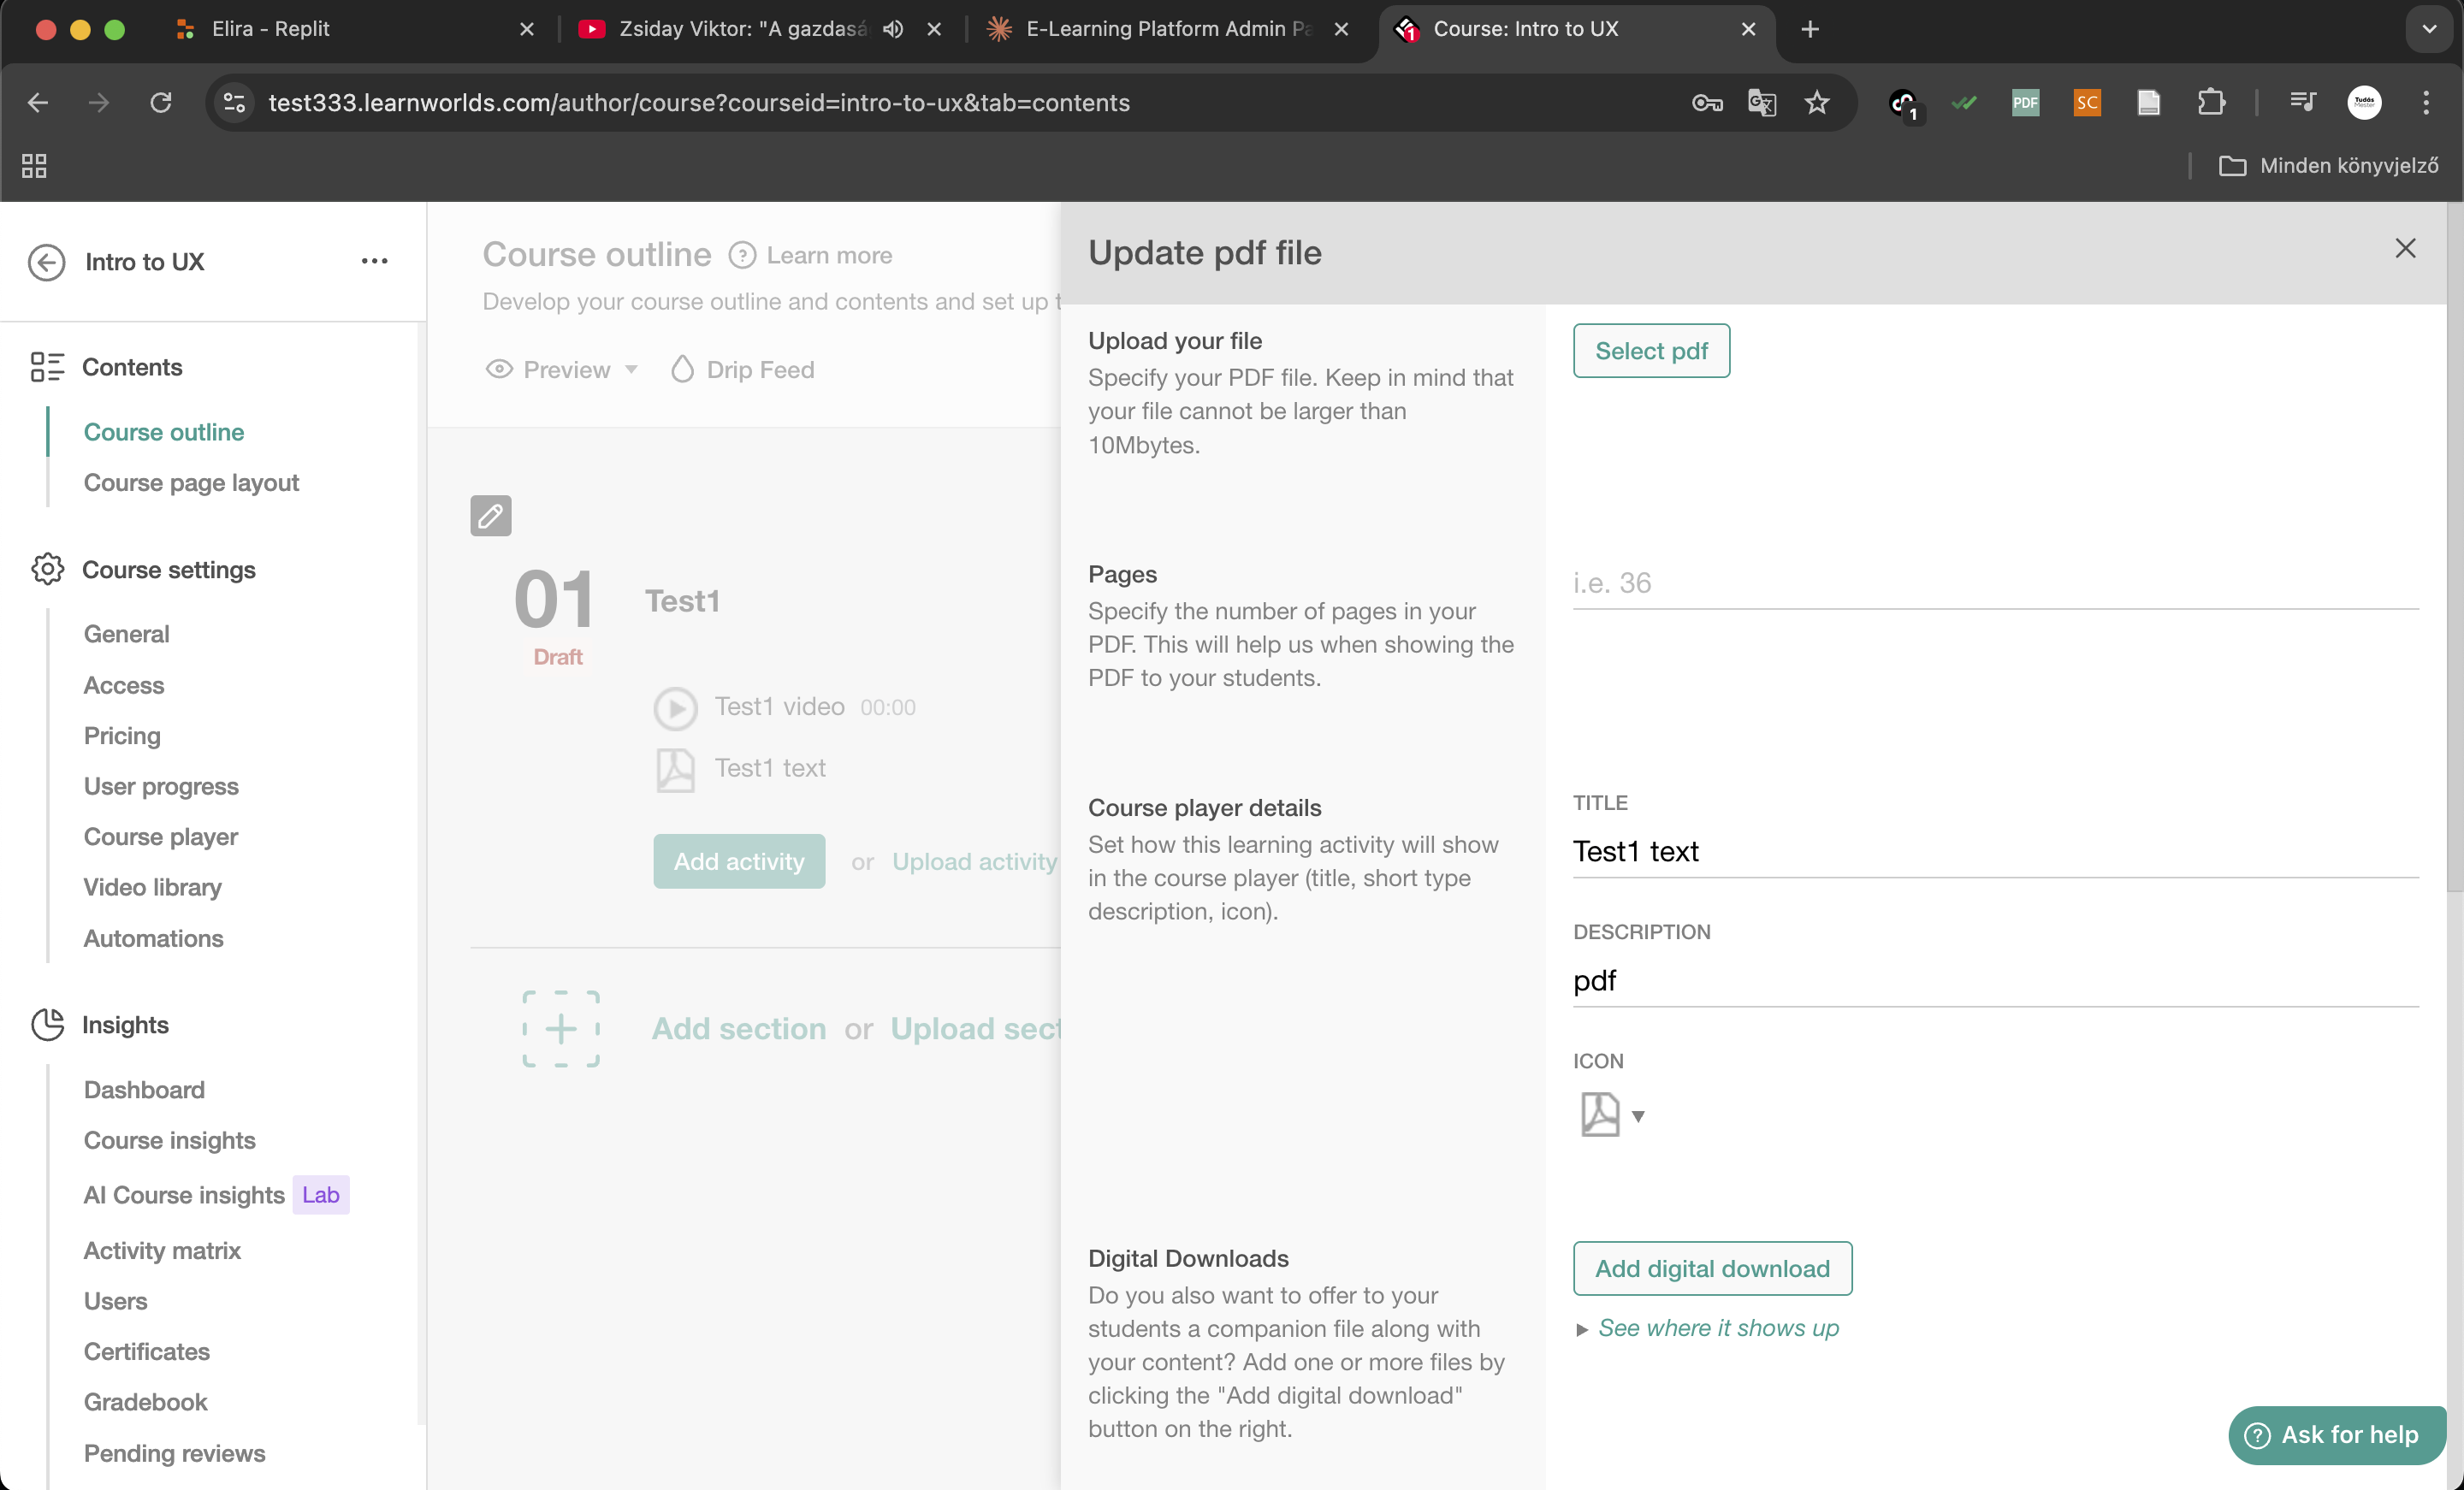 Elira - Replit
Zsiday Viktor: "A gazdasá
E-Learning Platform Admin Pa
Course: Intro to UX
test333.learnworlds.com/author/course?courseid=intro-to-ux&tab=contents
1
PDF
SC
Tudás
Mester
Minden könyvjelző
Intro to UX
Contents
Course outline
Course page layout
Course settings
General
Access
Pricing
User progress
Course player
Video library
Automations
Insights
Dashboard
Course insights
AI Course insights Lab
Activity matrix
Users
Certificates
Gradebook
Pending reviews
Course outline ? Learn more
Develop your course outline and contents and set up t
Preview
Drip Feed
01
Test1
Draft
Test1 video 00:00
Test1 text
Add activity or Upload activity
Add section or Upload sect
Update pdf file
Upload your file
Specify your PDF file. Keep in mind that
your file cannot be larger than
10Mbytes.
Select pdf
Pages
Specify the number of pages in your
PDF. This will help us when showing the
PDF to your students.
i.e. 36
Course player details
Set how this learning activity will show
in the course player (title, short type
description, icon).
TITLE
Test1 text
DESCRIPTION
pdf
ICON
Digital Downloads
Do you also want to offer to your
students a companion file along with
your content? Add one or more files by
clicking the "Add digital download"
button on the right.
Add digital download
See where it shows up
? Ask for help